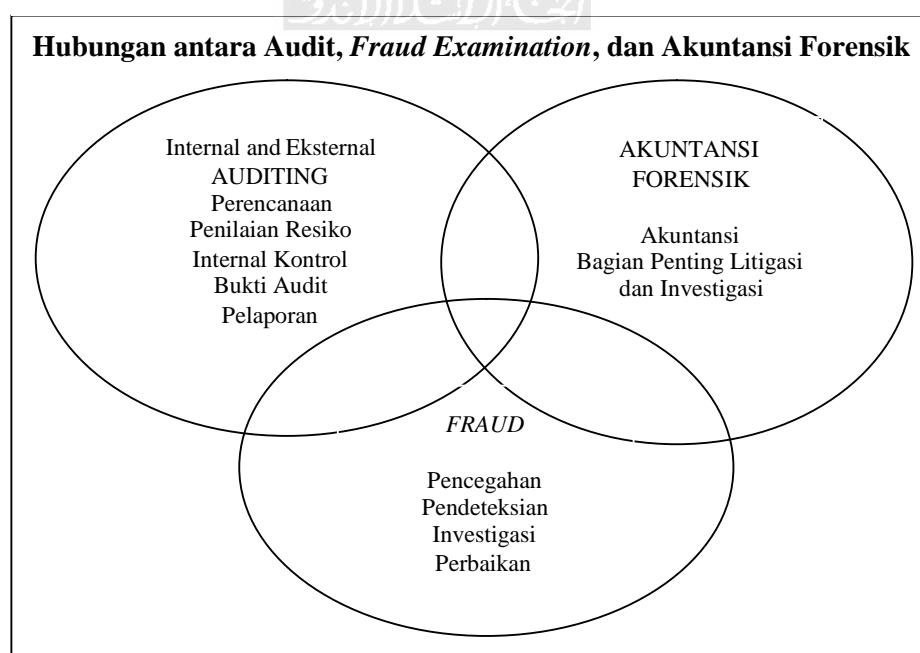 Hubungan antara Audit, Fraud Examination, dan Akuntansi Forensik
Internal and Eksternal
AUDITING
Perencanaan
Penilaian Resiko
Internal Kontrol
Bukti Audit
Pelaporan
AKUNTANSI
FORENSIK
Akuntansi
Bagian Penting Litigasi
dan Investigasi
FRAUD
Pencegahan
Pendeteksian
Investigasi
Perbaikan